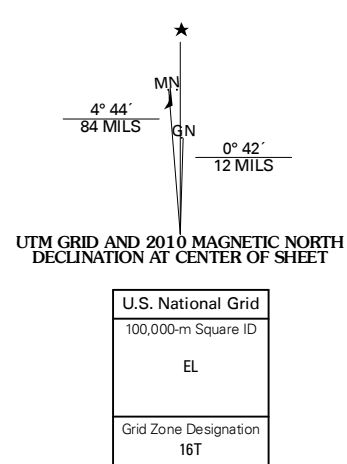 ★
MN
4° 44´
84 MILS
GN
0° 42´
12 MILS
UTM GRID AND 2010 MAGNETIC NORTH
DECLINATION AT CENTER OF SHEET
U.S. National Grid
100,000-m Square ID
EL
Grid Zone Designation
16T